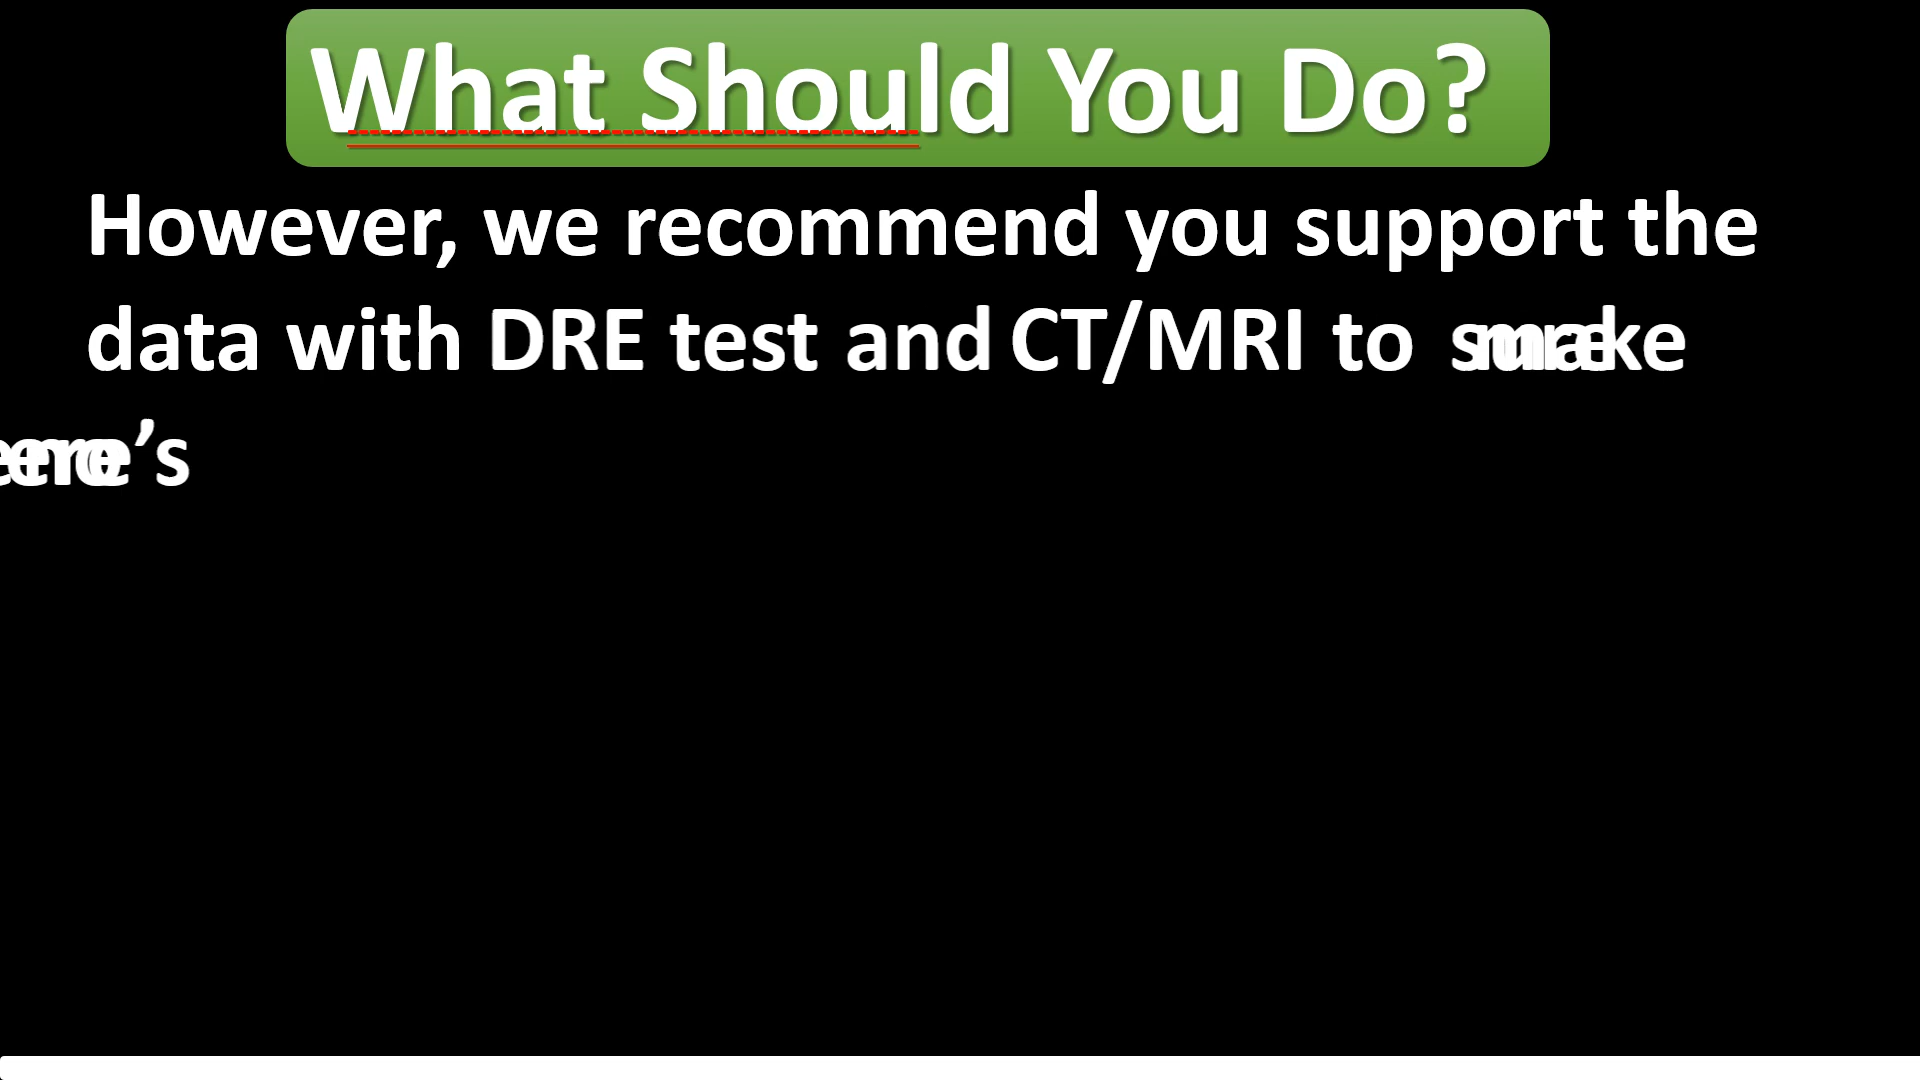 What Should You Do?
However, we recommend you support the
data with DRE test and CT/MRI to